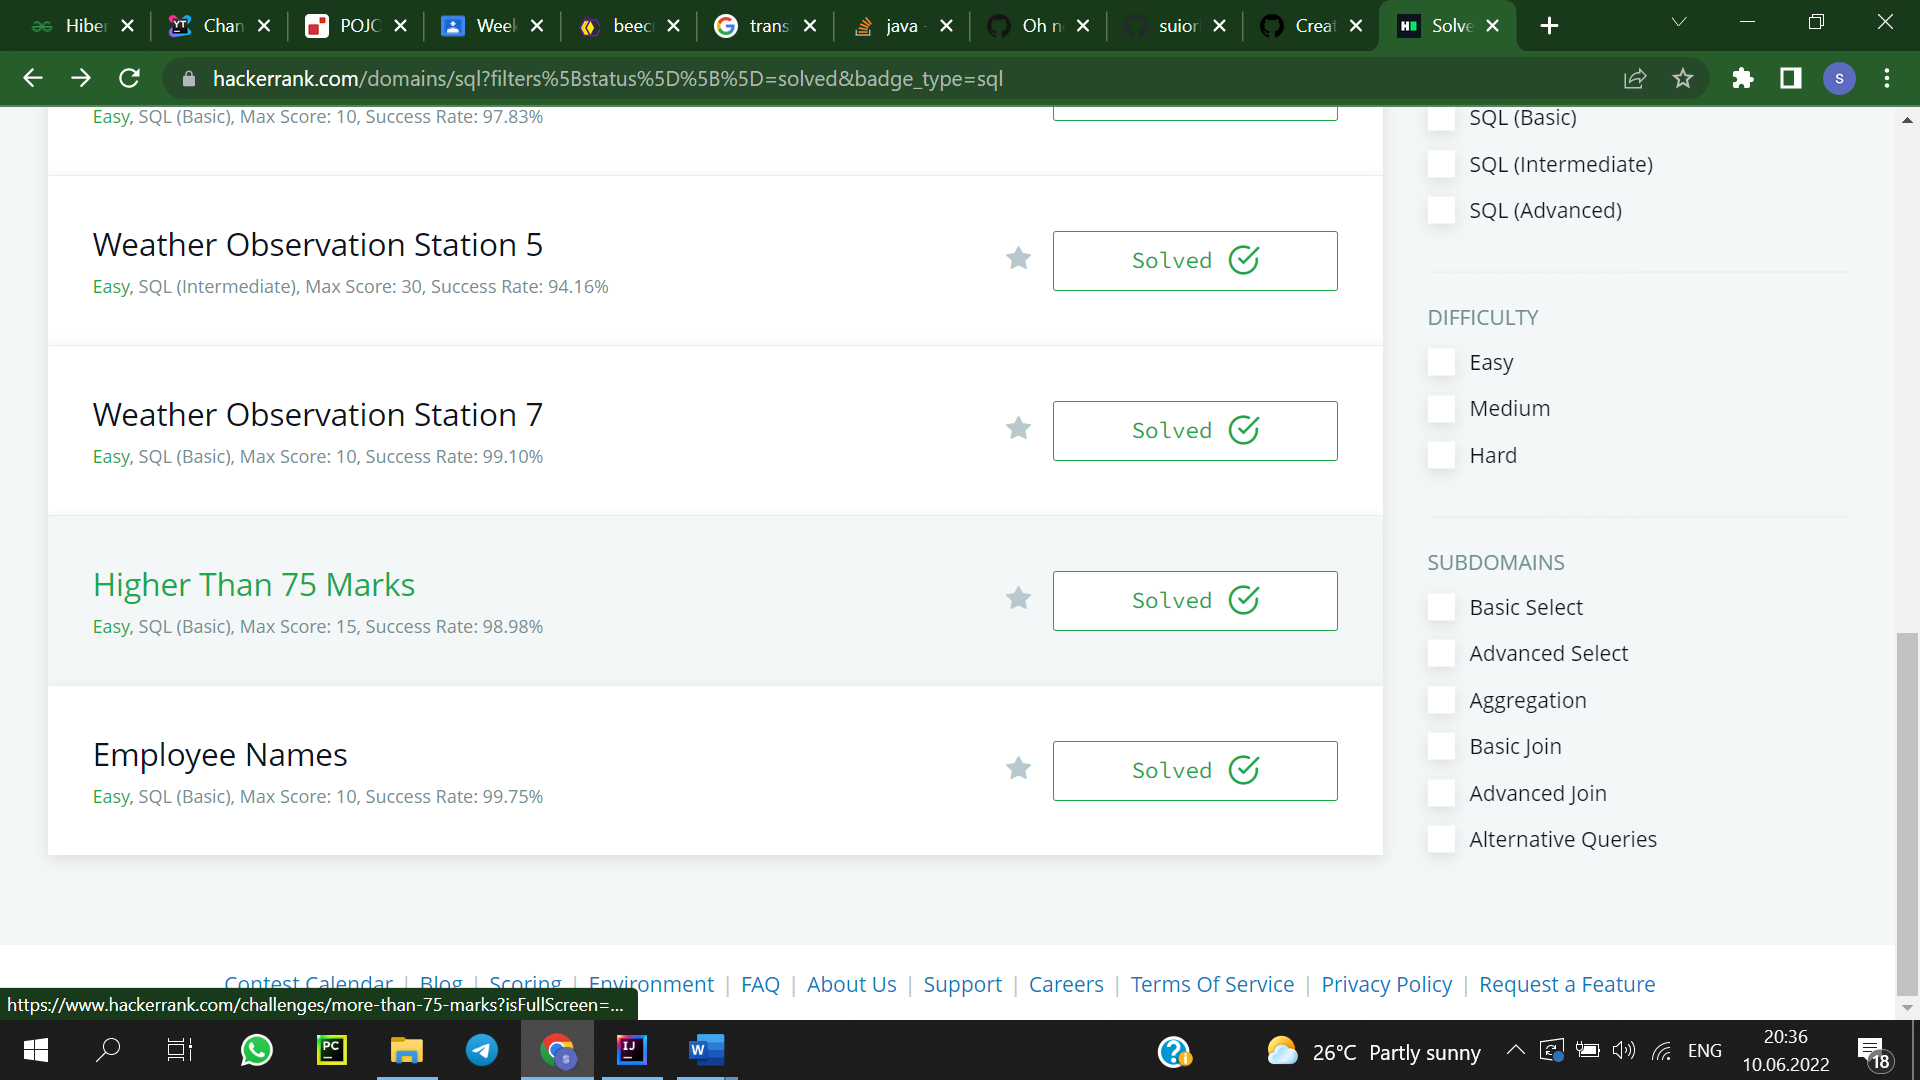 Hiber
Chan
POJC
Week
beec
trans
java -
Oh n
suior
Creat
Solve
hackerrank.com/domains/sql?filters%5Bstatus%5D%5B%5D=solved&badge_type=sql
S
Easy, SQL (Basic), Max Score: 10, Success Rate: 97.83%
Weather Observation Station 5
Easy, SQL (Intermediate), Max Score: 30, Success Rate: 94.16%
Solved
Weather Observation Station 7
Easy, SQL (Basic), Max Score: 10, Success Rate: 99.10%
Solved
Higher Than 75 Marks
Easy, SQL (Basic), Max Score: 15, Success Rate: 98.98%
Solved
Employee Names
Easy, SQL (Basic), Max Score: 10, Success Rate: 99.75%
Solved
SQL (Basic)
SQL (Intermediate)
SQL (Advanced)
DIFFICULTY
Easy
Medium
Hard
SUBDOMAINS
Basic Select
Advanced Select
Aggregation
Basic Join
Advanced Join
Alternative Queries
Contest Calendar | Blog | Scoring | Environment | FAQ | About Us | Support | Careers | Terms Of Service | Privacy Policy | Request a Feature
https://www.hackerrank.com/challenges/more-than-75-marks?isFullScreen=...
26°C Partly sunny
ENG
20:36
10.06.2022
18